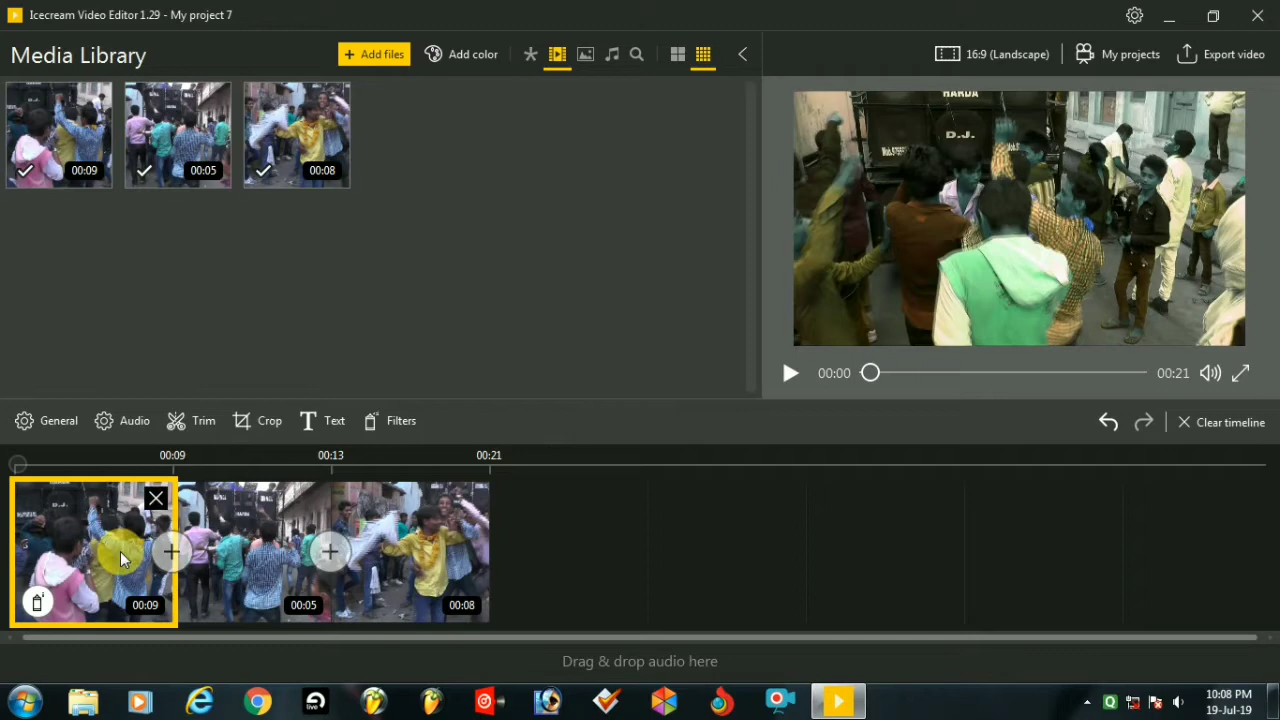 Icecream Video Editor 1.29 - My project 7
Media Library
+ Add files
Add color
16:9 (Landscape)
My projects
Export video
00:09
00:05
00:08
HARDA
D.J.
00:00
00:21
General
Audio
Trim
Crop
Text
Filters
Clear timeline
00:09
00:13
00:21
00:09
00:05
00:08
Drag & drop audio here
live
10:08 PM
19-Jul-19